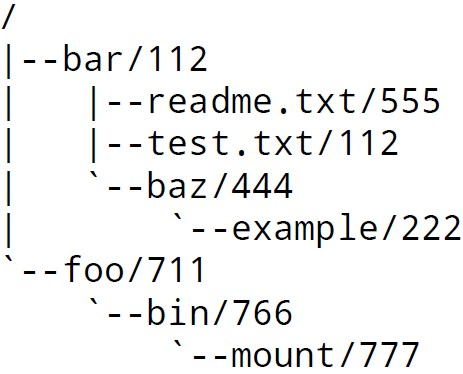 /
|--bar/112
|   |--readme.txt/555
|   |--test.txt/112
|   `--baz/444
|       `--example/222
`--foo/711
    `--bin/766
        `--mount/777